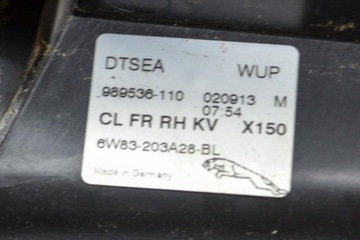 DTSEA WUP
989536-110 020913 M
07:54
CL FR RH KV X150
6W83-203A28-BL
Made in Germany